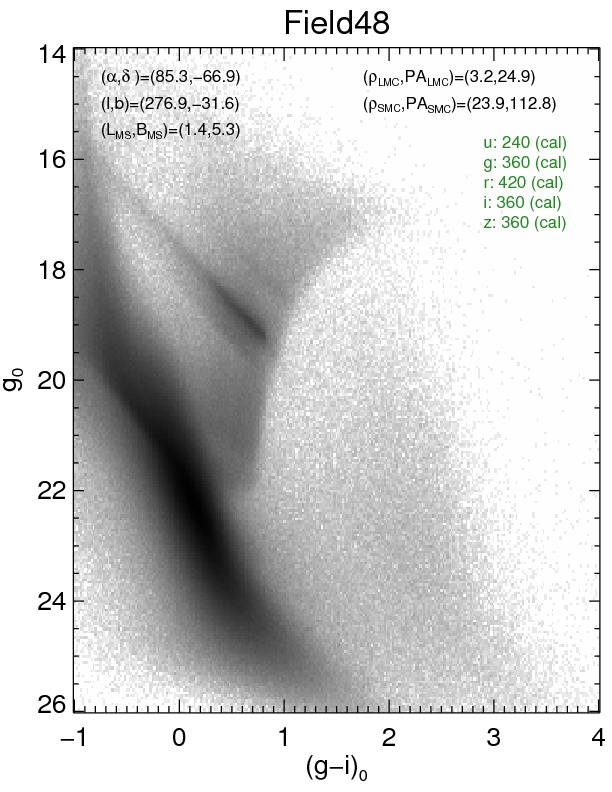 Field48
(α,δ)=(85.3,−66.9)
(ρLMC,PALMC)=(3.2,24.9)
(l,b)=(276.9,−31.6)
(ρSMC,PASMC)=(23.9,112.8)
(LMS,BMS)=(1.4,5.3)
u: 240 (cal)
g: 360 (cal)
r: 420 (cal)
i: 360 (cal)
z: 360 (cal)
14
16
18
20
22
24
26
g0
−1 0 1 2 3 4
(g−i)0